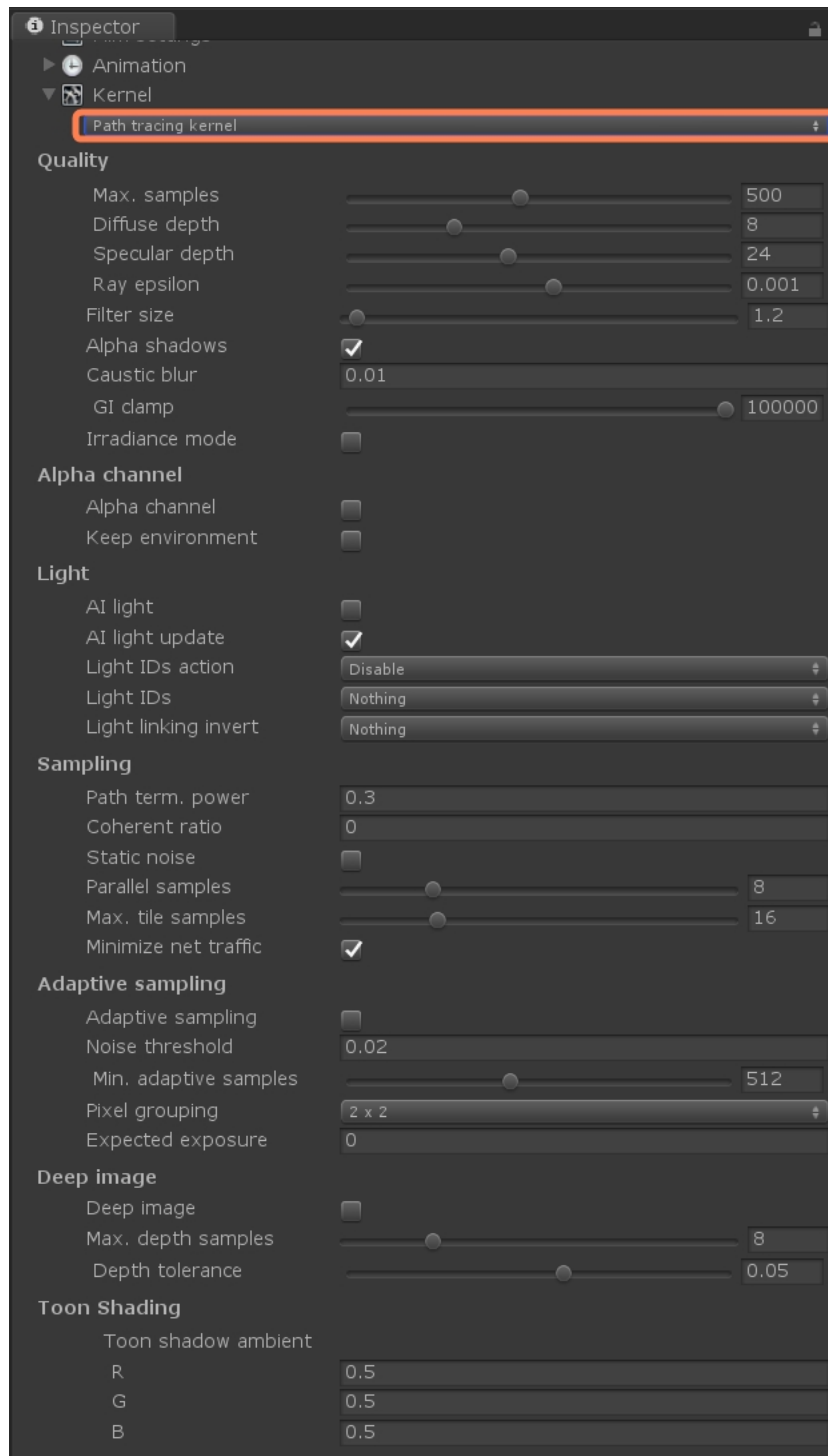 Inspector
Animation
Kernel
Path tracing kernel
Quality
Max. samples 500
Diffuse depth 8
Specular depth 24
Ray epsilon 0.001
Filter size 1.2
Alpha shadows
Caustic blur 0.01
GI clamp 100000
Irradiance mode
Alpha channel
Alpha channel
Keep environment
Light
AI light
AI light update
Light IDs action Disable
Light IDs Nothing
Light linking invert Nothing
Sampling
Path term. power 0.3
Coherent ratio 0
Static noise
Parallel samples 8
Max. tile samples 16
Minimize net traffic
Adaptive sampling
Adaptive sampling
Noise threshold 0.02
Min. adaptive samples 512
Pixel grouping 2 x 2
Expected exposure 0
Deep image
Deep image
Max. depth samples 8
Depth tolerance 0.05
Toon Shading
Toon shadow ambient
R 0.5
G 0.5
B 0.5